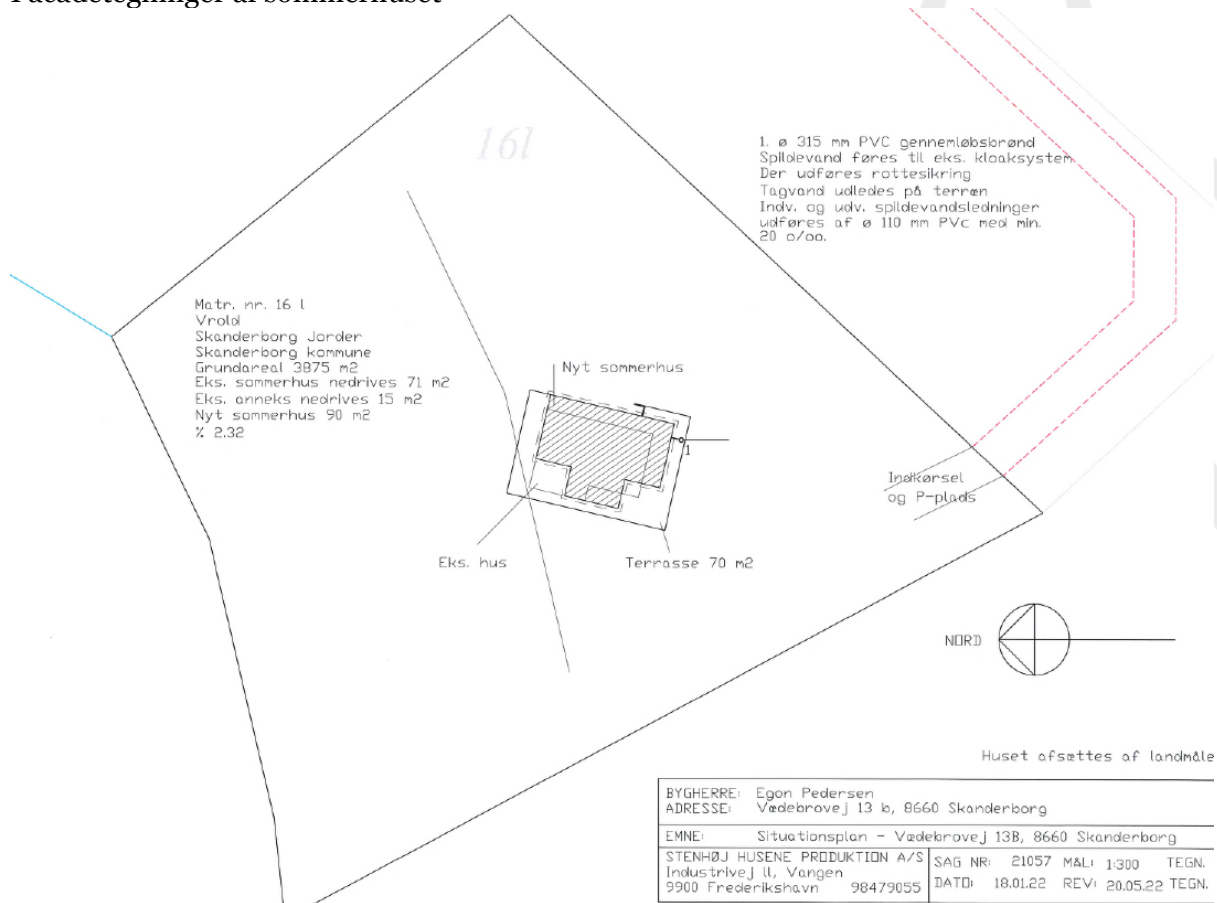 Facadetegninger af sommerhuset
16l
1. ø 315 mm PVC gennemløbsbrønd
Spildevand føres til eks. kloaksystem
Der udføres rottesikring
Tagvand udledes på terræn
Indv. og udv. spildevandsledninger
udføres af ø 110 mm PVc med min.
20 o/oo.
Matr. nr. 16 l
Vrold
Skanderborg Jorder
Skanderborg kommune
Grundareal 3875 m2
Eks. sommerhus nedrives 71 m2
Eks. anneks nedrives 15 m2
Nyt sommerhus 90 m2
% 2.32
Nyt sommerhus
1
Indkørsel
og P-plads
Eks. hus
Terrasse 70 m2
NORD
Huset afsættes af landmåle
BYGHERRE: Egon Pedersen
ADRESSE: Vædebrovej 13 b, 8660 Skanderborg
EMNE: Situationsplan - Vædebrovej 13B, 8660 Skanderborg
STENHØJ HUSENE PRODUKTION A/S
Industrivej 11, Vangen
9900 Frederikshavn 98479055
SAG NR: 21057 MÅL: 1:300 TEGN.
DATO: 18.01.22 REV: 20.05.22 TEGN.